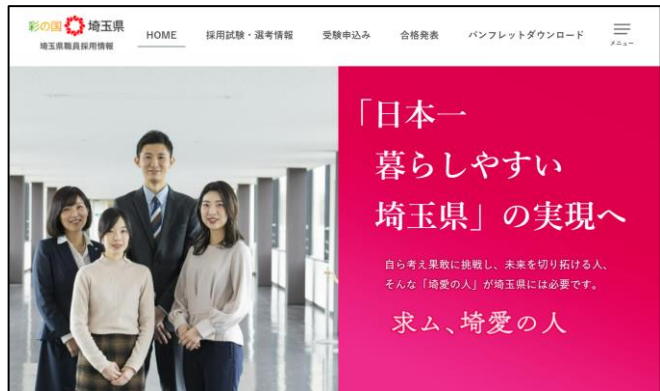 彩の国 埼玉県
埼玉県職員採用情報
HOME
採用試験・選考情報
受験申込み
合格発表
パンフレットダウンロード
メニュー
「日本一
暮らしやすい
埼玉県」の実現へ
自ら考え果敢に挑戦し、未来を切り拓ける人、
そんな「埼愛の人」が埼玉県には必要です。
求ム、埼愛の人